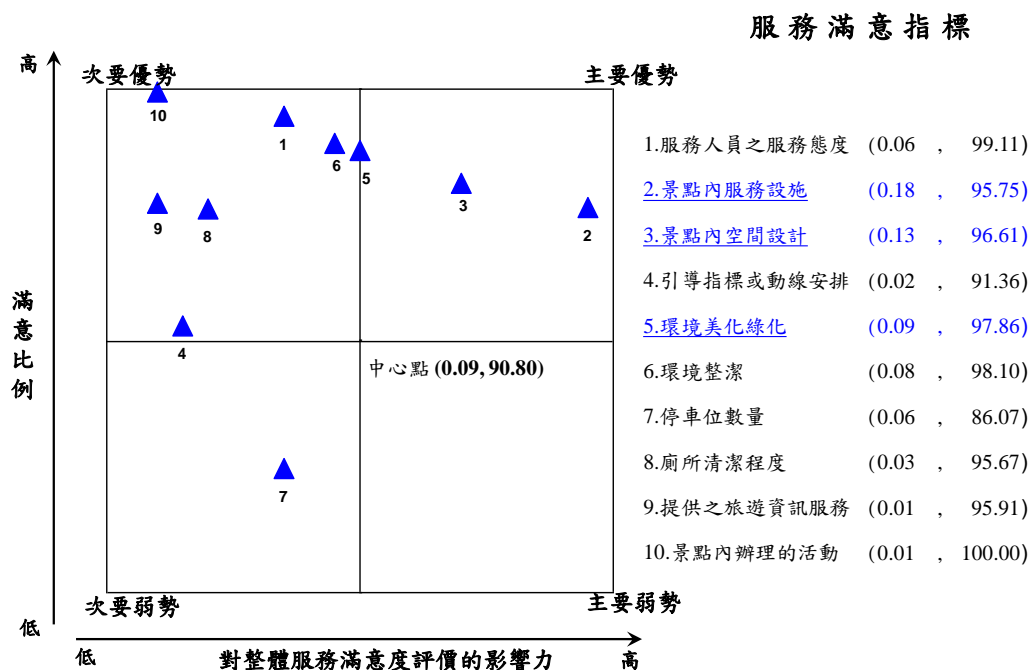 服務滿意指標
高
次要優勢
主要優勢
10
1
6
5
3
2
9
8
4
7
滿意比例
中心點 (0.09, 90.80)
次要弱勢
主要弱勢
低
低
對整體服務滿意度評價的影響力
高
1.服務人員之服務態度 (0.06 , 99.11)
2.景點內服務設施 (0.18 , 95.75)
3.景點內空間設計 (0.13 , 96.61)
4.引導指標或動線安排 (0.02 , 91.36)
5.環境美化綠化 (0.09 , 97.86)
6.環境整潔 (0.08 , 98.10)
7.停車位數量 (0.06 , 86.07)
8.廁所清潔程度 (0.03 , 95.67)
9.提供之旅遊資訊服務 (0.01 , 95.91)
10.景點內辦理的活動 (0.01 , 100.00)